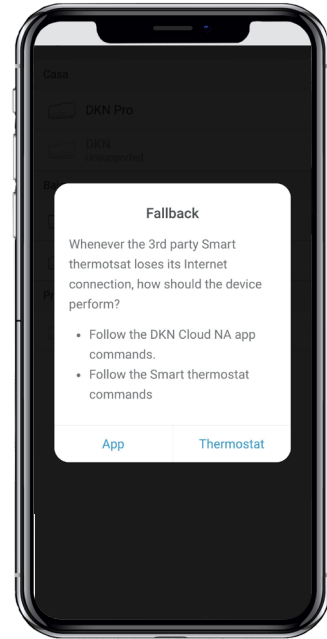 Casa
DKN Pro
DKN
Unsupported
Fallback
Whenever the 3rd party Smart
thermotsat loses its Internet
connection, how should the device
perform?
• Follow the DKN Cloud NA app
commands.
• Follow the Smart thermostat
commands
App
Thermostat